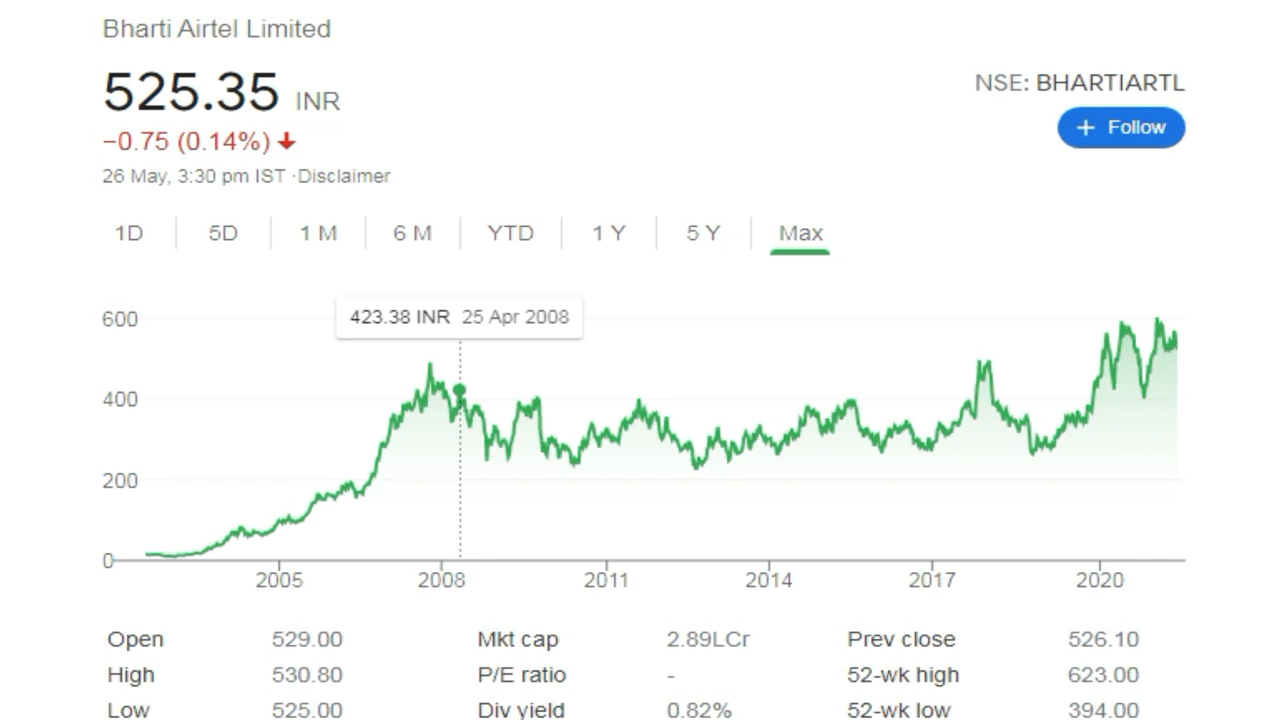 Bharti Airtel Limited
525.35 INR
NSE: BHARTIARTL
−0.75 (0.14%)
+ Follow
26 May, 3:30 pm IST ·Disclaimer
1D 5D 1 M 6 M YTD 1 Y 5 Y Max
423.38 INR 25 Apr 2008
600
400
200
0
2005 2008 2011 2014 2017 2020
Open 529.00 Mkt cap 2.89LCr Prev close 526.10
High 530.80 P/E ratio - 52-wk high 623.00
Low 525.00 Div yield 0.82% 52-wk low 394.00